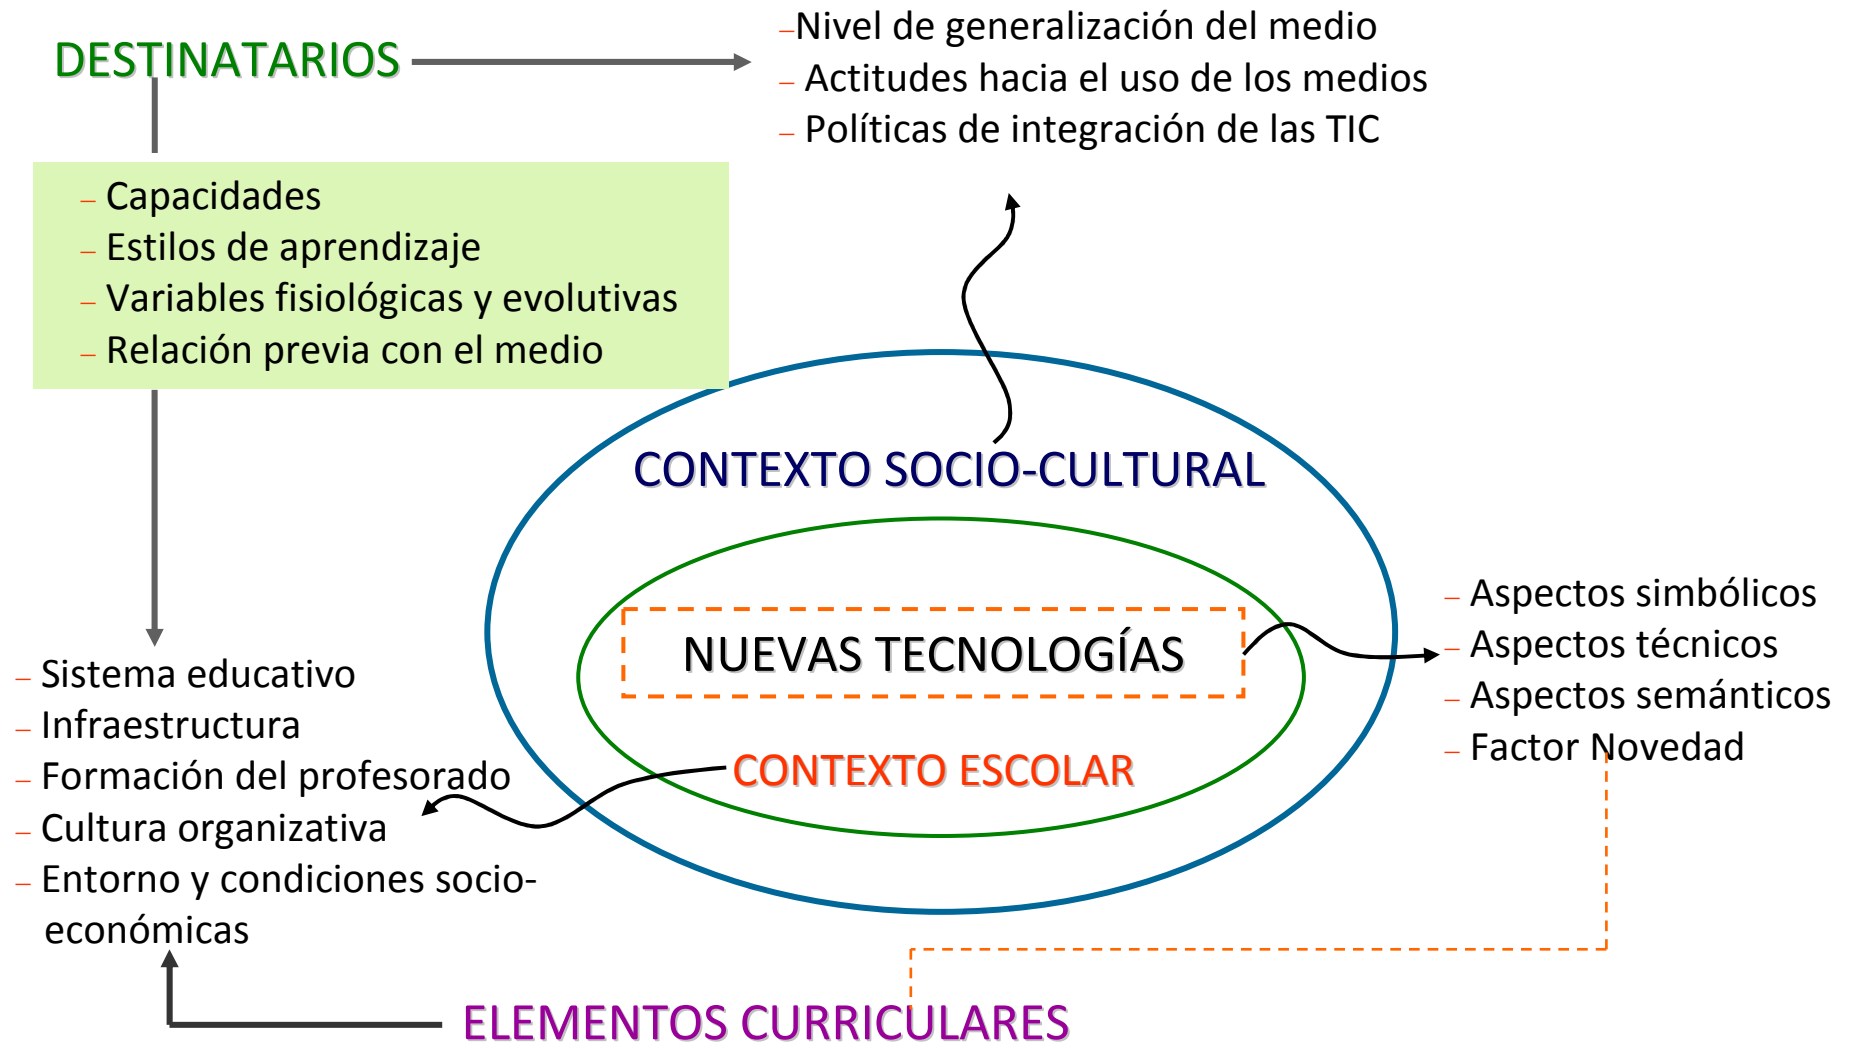 DESTINATARIOS
–Nivel de generalización del medio
– Actitudes hacia el uso de los medios
– Políticas de integración de las TIC
– Capacidades
– Estilos de aprendizaje
– Variables fisiológicas y evolutivas
– Relación previa con el medio
CONTEXTO SOCIO-CULTURAL
NUEVAS TECNOLOGÍAS
CONTEXTO ESCOLAR
– Aspectos simbólicos
– Aspectos técnicos
– Aspectos semánticos
– Factor Novedad
– Sistema educativo
– Infraestructura
– Formación del profesorado
– Cultura organizativa
– Entorno y condiciones socio-
económicas
ELEMENTOS CURRICULARES